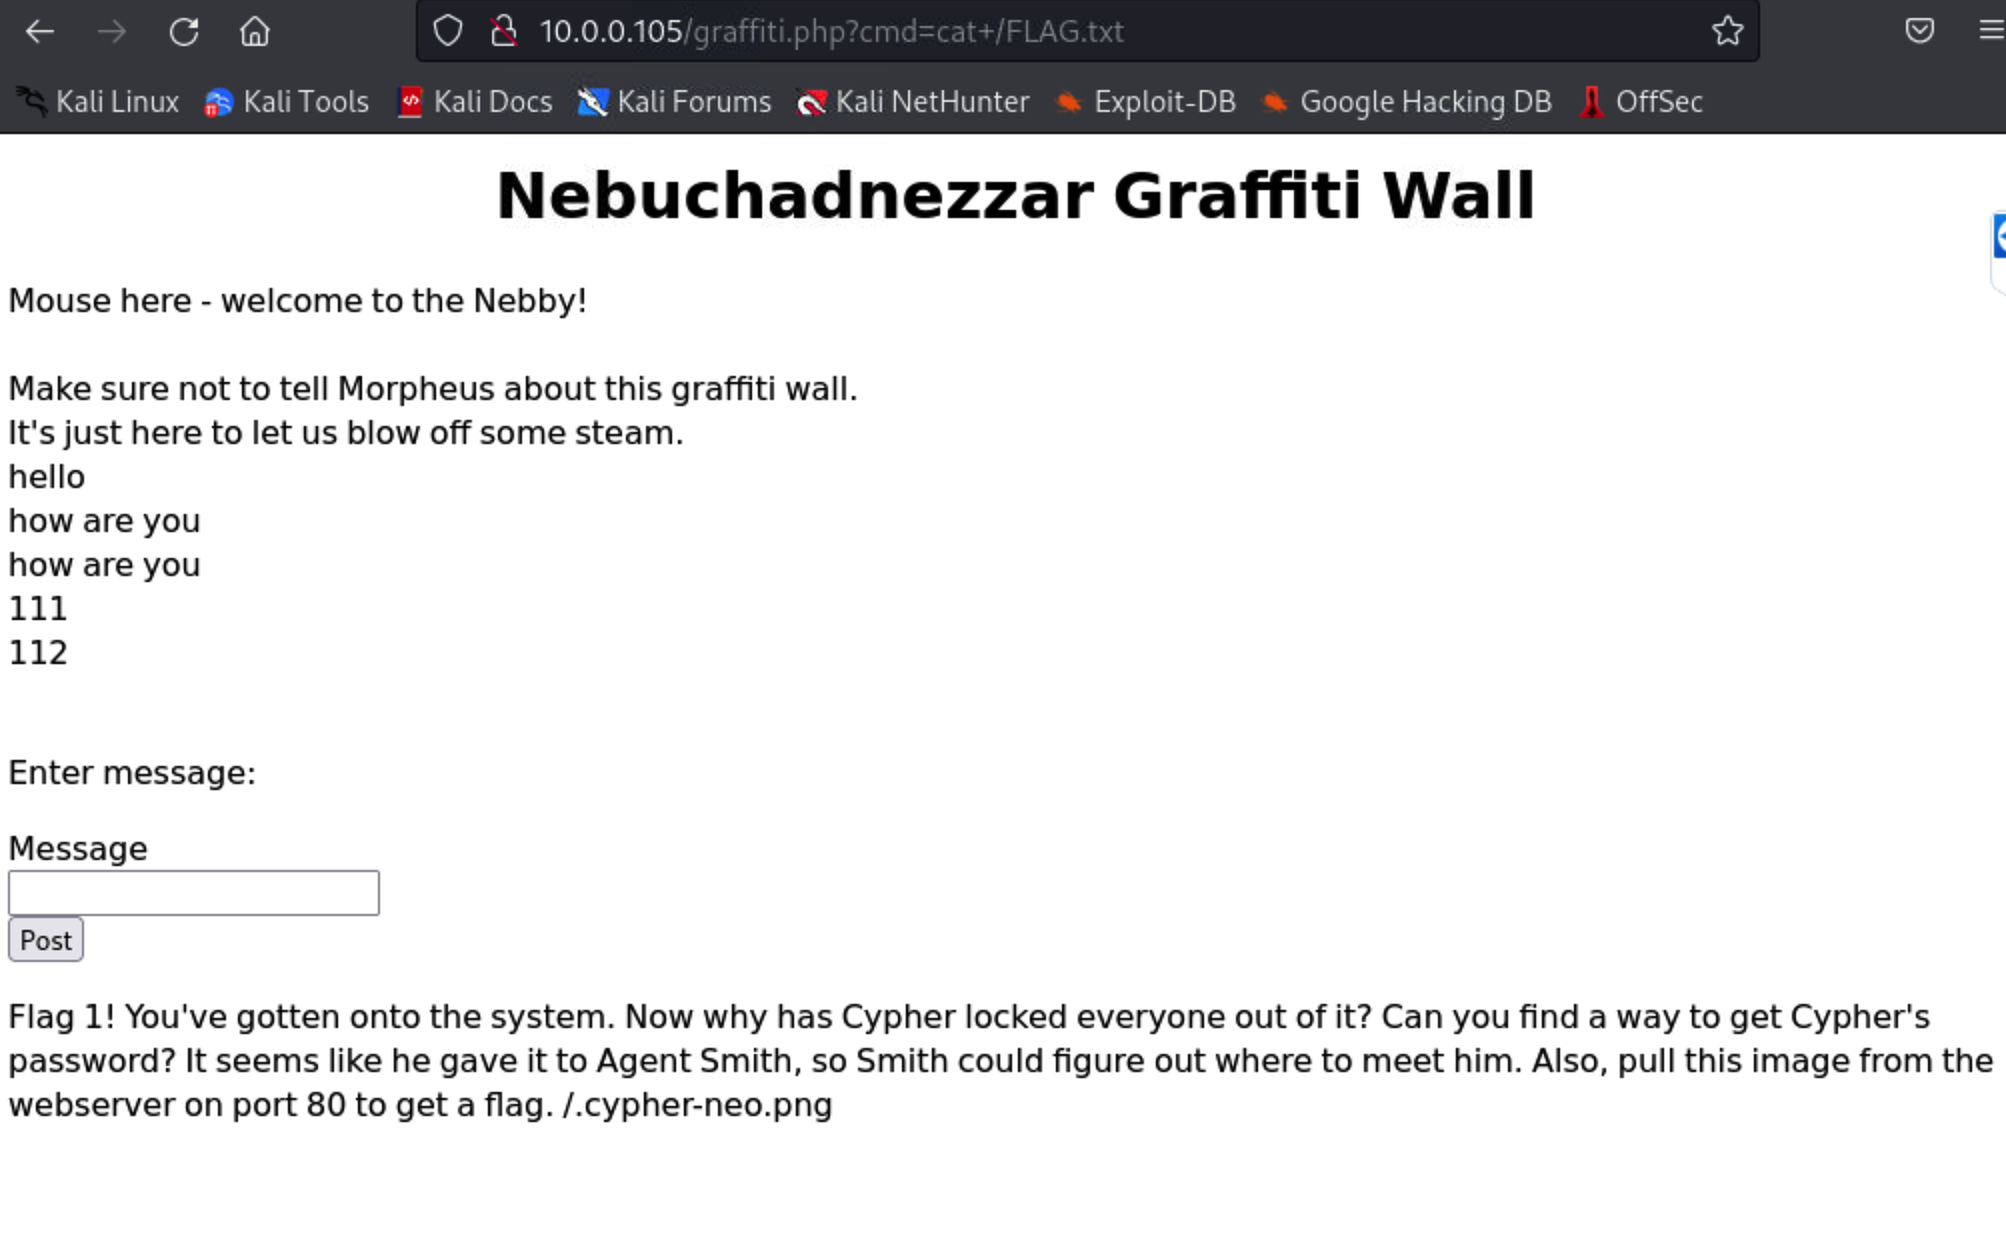 10.0.0.105/graffiti.php?cmd=cat+/FLAG.txt
Kali Linux Kali Tools Kali Docs Kali Forums Kali NetHunter Exploit-DB Google Hacking DB OffSec
Nebuchadnezzar Graffiti Wall
Mouse here - welcome to the Nebby!
Make sure not to tell Morpheus about this graffiti wall.
It's just here to let us blow off some steam.
hello
how are you
how are you
111
112
Enter message:
Message
Post
Flag 1! You've gotten onto the system. Now why has Cypher locked everyone out of it? Can you find a way to get Cypher's
password? It seems like he gave it to Agent Smith, so Smith could figure out where to meet him. Also, pull this image from the
webserver on port 80 to get a flag. /.cypher-neo.png